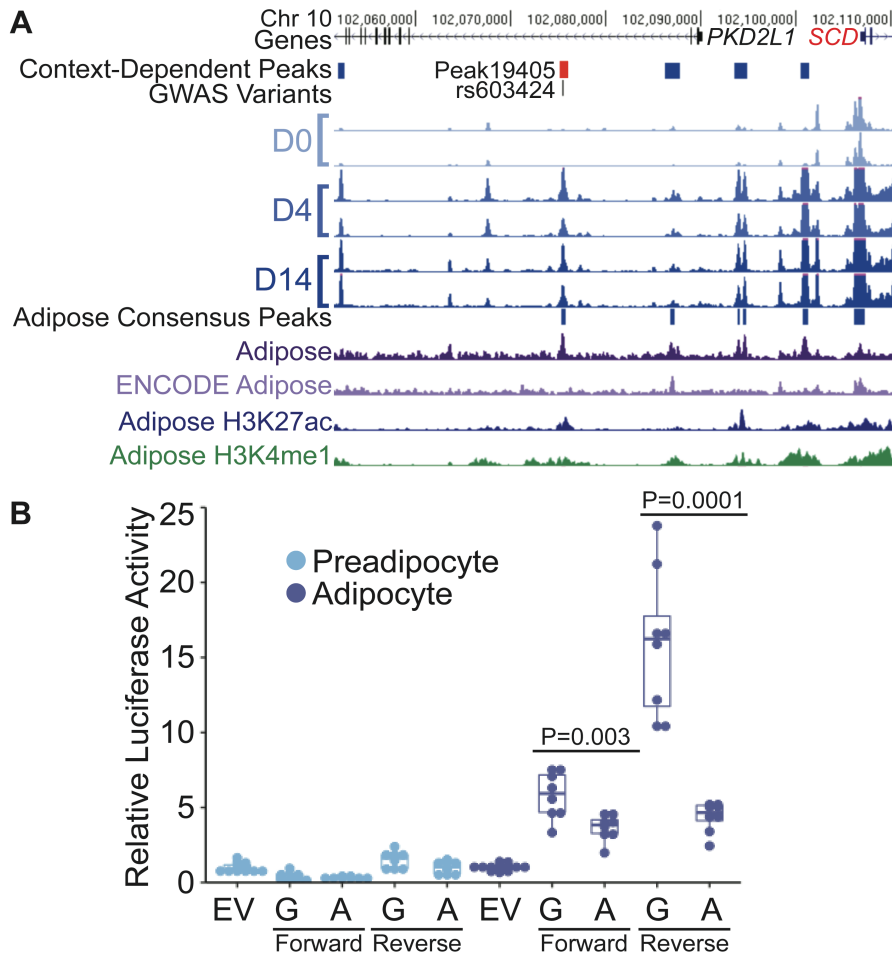 A
Chr 10 102,060,000 102,070,000 102,080,000 102,090,000 102,100,000 102,110,000
Genes PKD2L1 SCD
Context-Dependent Peaks Peak19405
GWAS Variants rs603424
D0
D4
D14
Adipose Consensus Peaks
Adipose
ENCODE Adipose
Adipose H3K27ac
Adipose H3K4me1
B
Relative Luciferase Activity
25
20
15
10
5
0
Preadipocyte
Adipocyte
P=0.003
P=0.0001
EV G A G A EV G A G A
Forward Reverse Forward Reverse